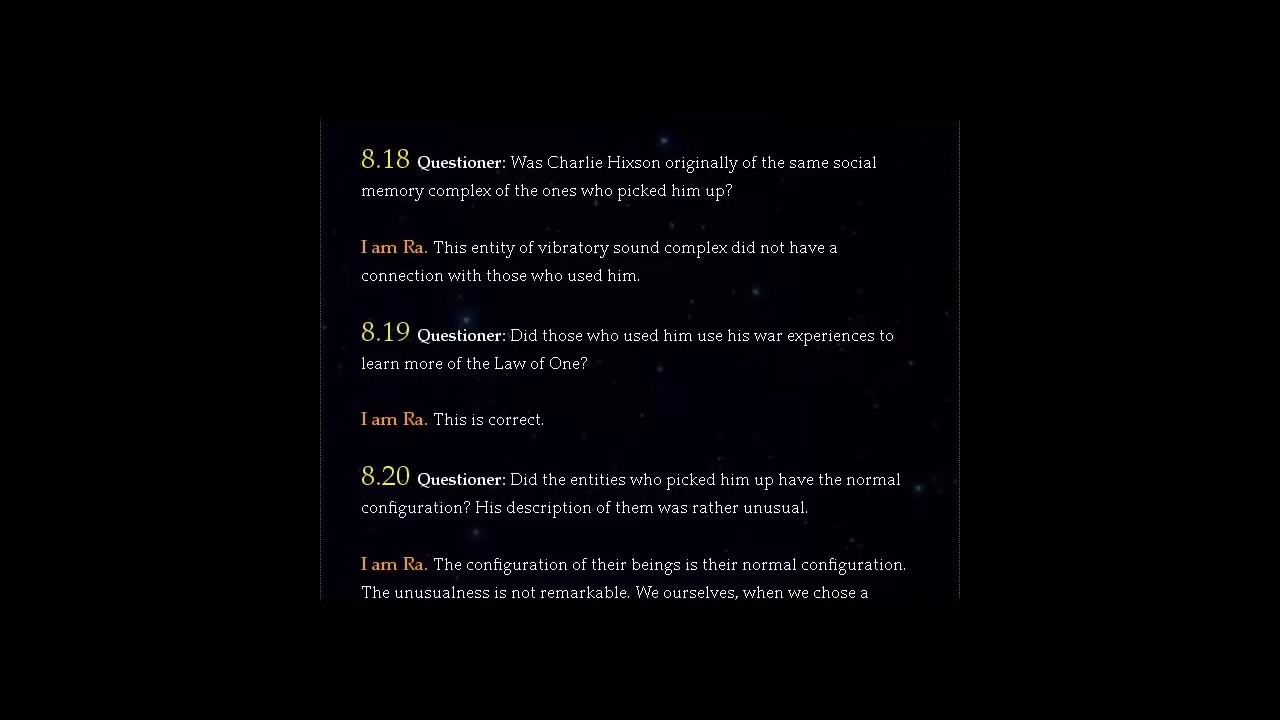 8.18 Questioner: Was Charlie Hixson originally of the same social
memory complex of the ones who picked him up?
I am Ra. This entity of vibratory sound complex did not have a
connection with those who used him.
8.19 Questioner: Did those who used him use his war experiences to
learn more of the Law of One?
I am Ra. This is correct.
8.20 Questioner: Did the entities who picked him up have the normal
configuration? His description of them was rather unusual.
I am Ra. The configuration of their beings is their normal configuration.
The unusualness is not remarkable. We ourselves, when we chose a